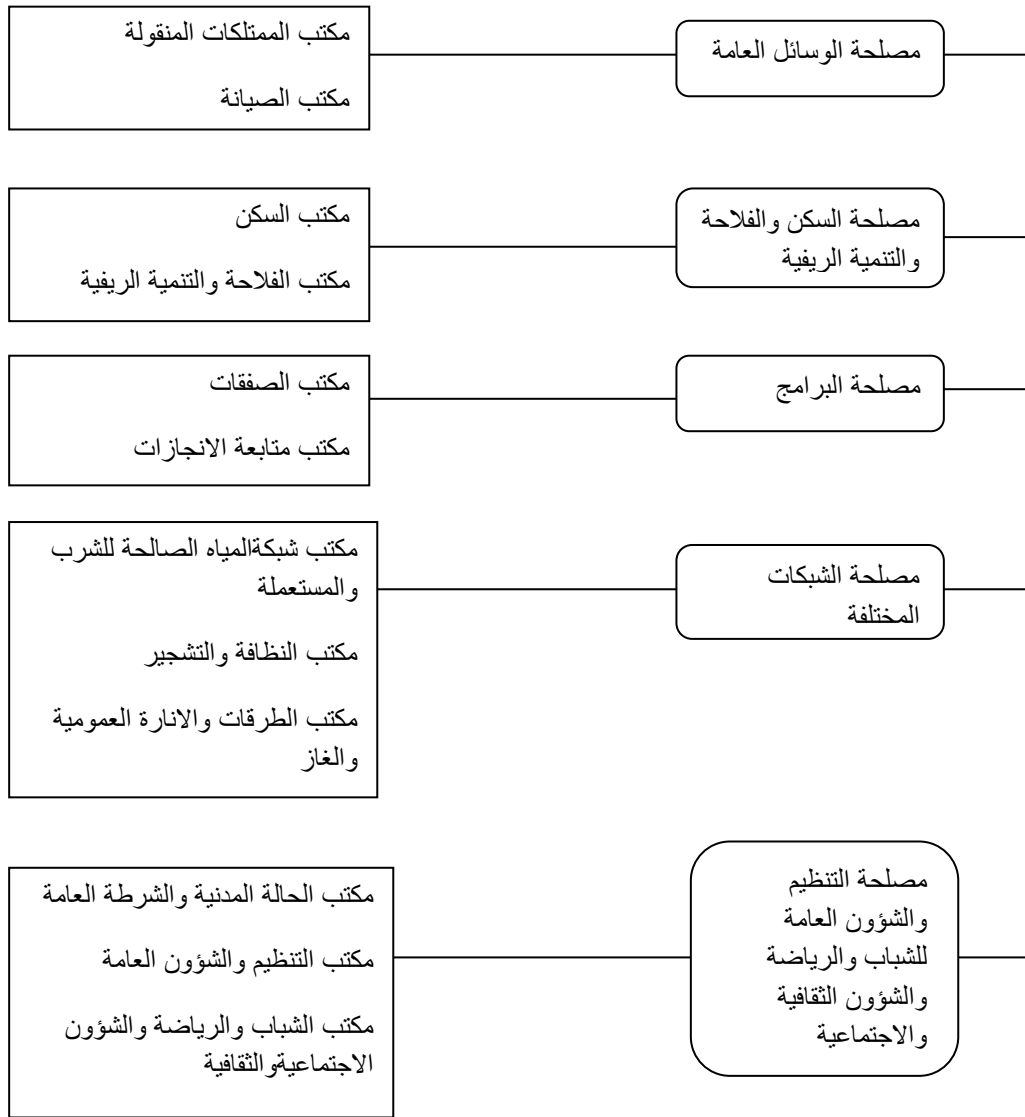 مصلحة الوسائل العامة
مكتب الممتلكات المنقولة
مكتب الصيانة
مصلحة السكن والفلاحة
والتنمية الريفية
مكتب السكن
مكتب الفلاحة والتنمية الريفية
مصلحة البرامج
مكتب الصفقات
مكتب متابعة الانجازات
مصلحة الشبكات
المختلفة
مكتب شبكةالمياه الصالحة للشرب
والمستعملة
مكتب النظافة والتشجير
مكتب الطرقات والانارة العمومية
والغاز
مصلحة التنظيم
والشؤون العامة
للشباب والرياضة
والشؤون الثقافية
والاجتماعية
مكتب الحالة المدنية والشرطة العامة
مكتب التنظيم والشؤون العامة
مكتب الشباب والرياضة والشؤون
الاجتماعيةوالثقافية